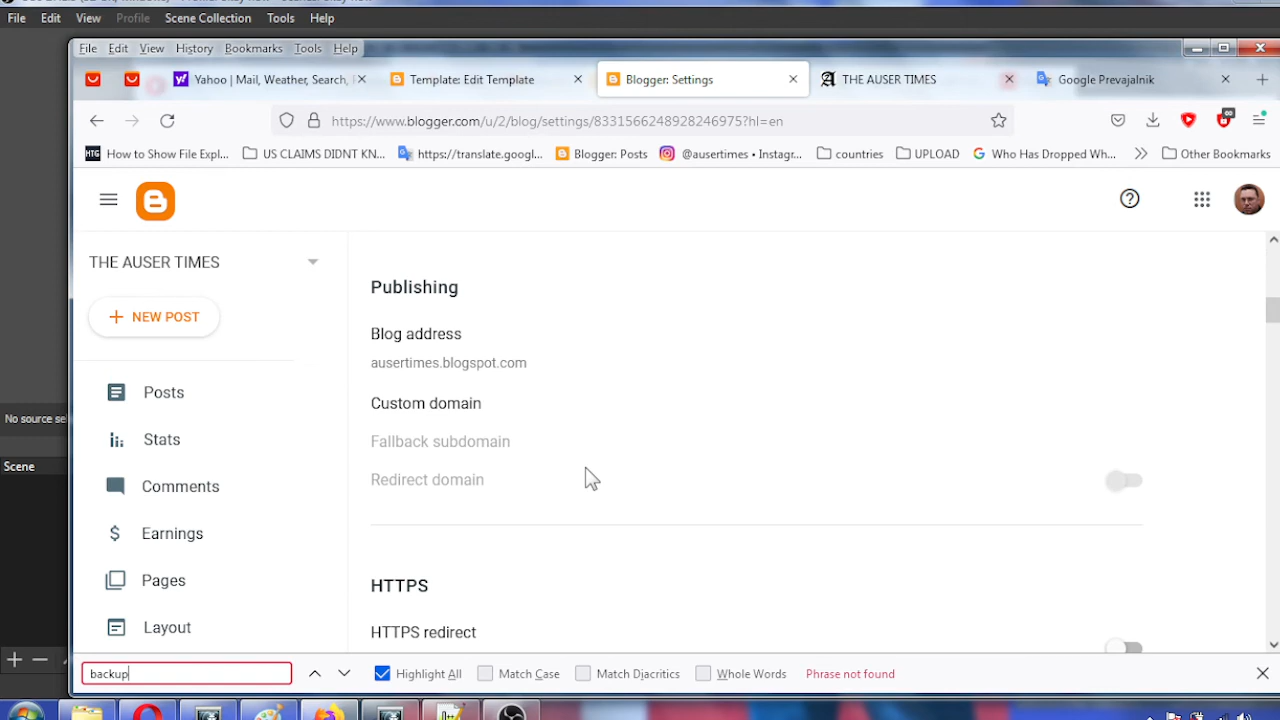 File Edit View Profile Scene Collection Tools Help
File Edit View History Bookmarks Tools Help
Yahoo | Mail, Weather, Search,
Template: Edit Template
Blogger: Settings
THE AUSER TIMES
Google Prevajalnik
https://www.blogger.com/u/2/blog/settings/8331566248928246975?hl=en
HTG How to Show File Expl...
US CLAIMS DIDNT KN...
https://translate.googl...
Blogger: Posts
@ausertimes • Instagr...
countries
UPLOAD
Who Has Dropped Wh...
Other Bookmarks
THE AUSER TIMES
NEW POST
Posts
Stats
Comments
Earnings
Pages
Layout
Publishing
Blog address
ausertimes.blogspot.com
Custom domain
Fallback subdomain
Redirect domain
HTTPS
HTTPS redirect
No source sel
Scene
backup
Highlight All
Match Case
Match Diacritics
Whole Words
Phrase not found